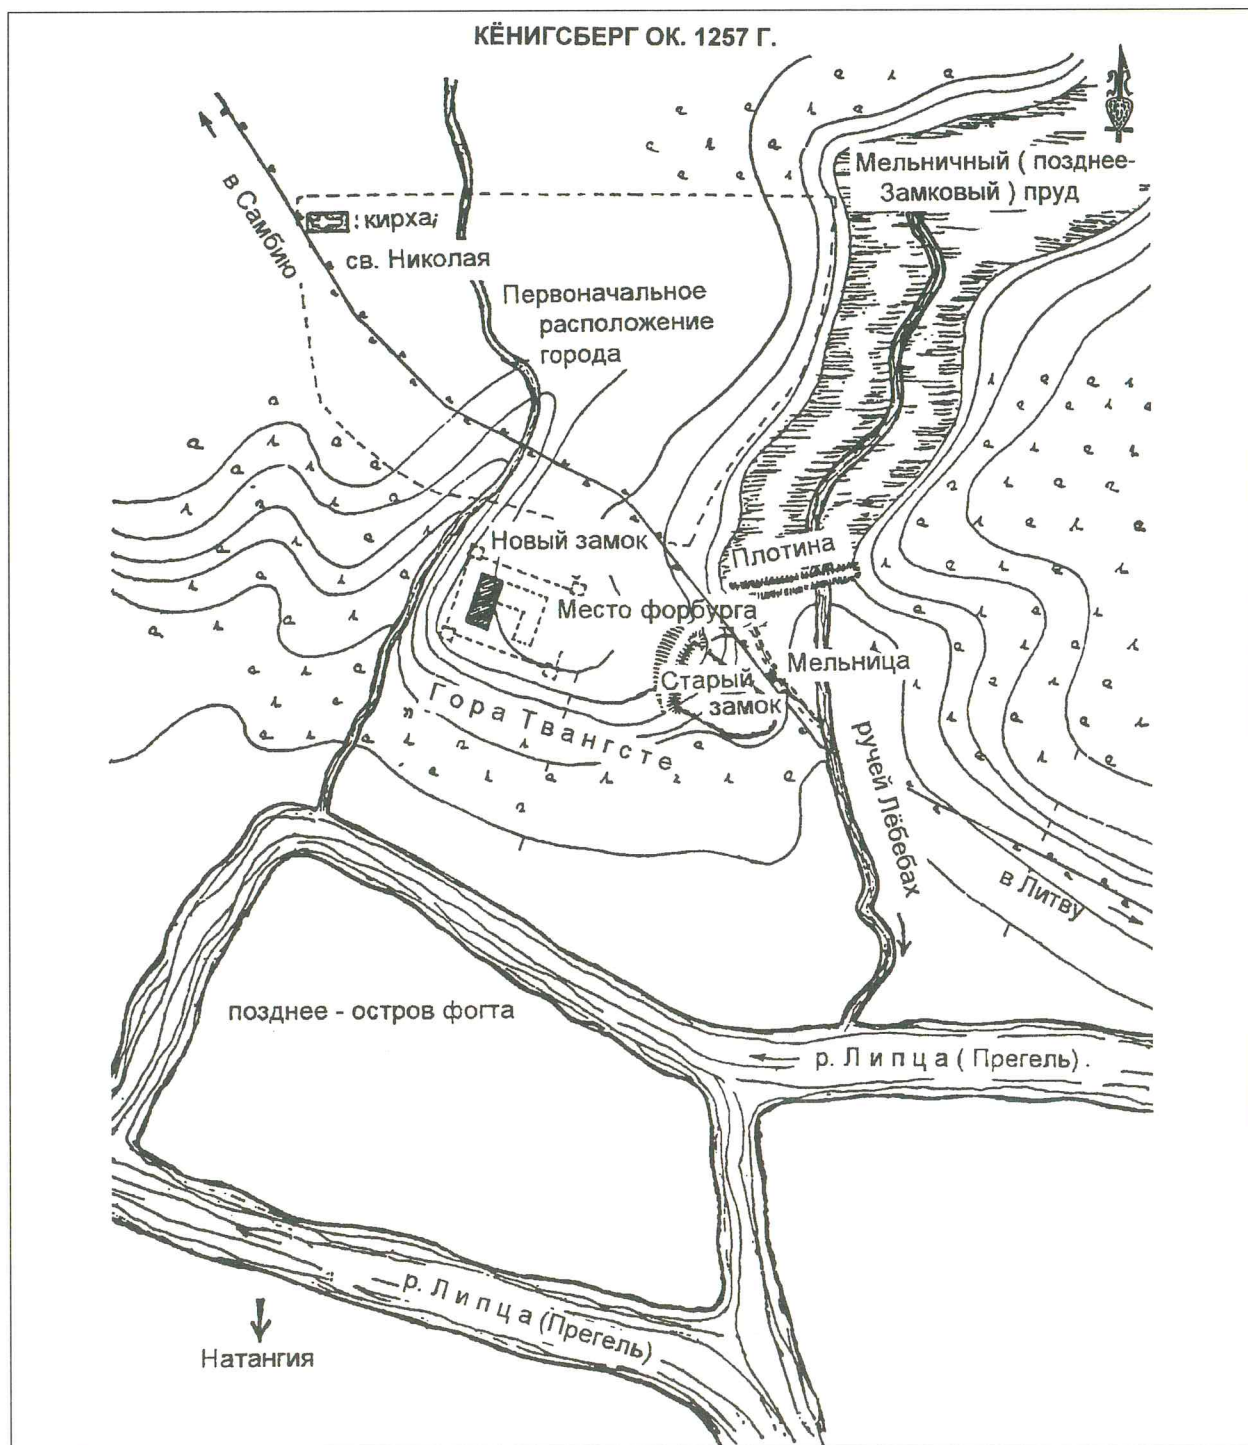 КЁНИГСБЕРГ ОК. 1257 Г.
Мельничный ( позднее-
Замковый ) пруд
в Самбию
: кирха;
св. Николая
Первоначальное
расположение
города
Новый замок
Плотина
Место форбурга
Мельница
Старый
замок
Гора Твангсте
ручей Лёбебах
в Литву
позднее - остров фогта
р. Липца ( Прегель) .
р. Липца (Прегель)
Натангия